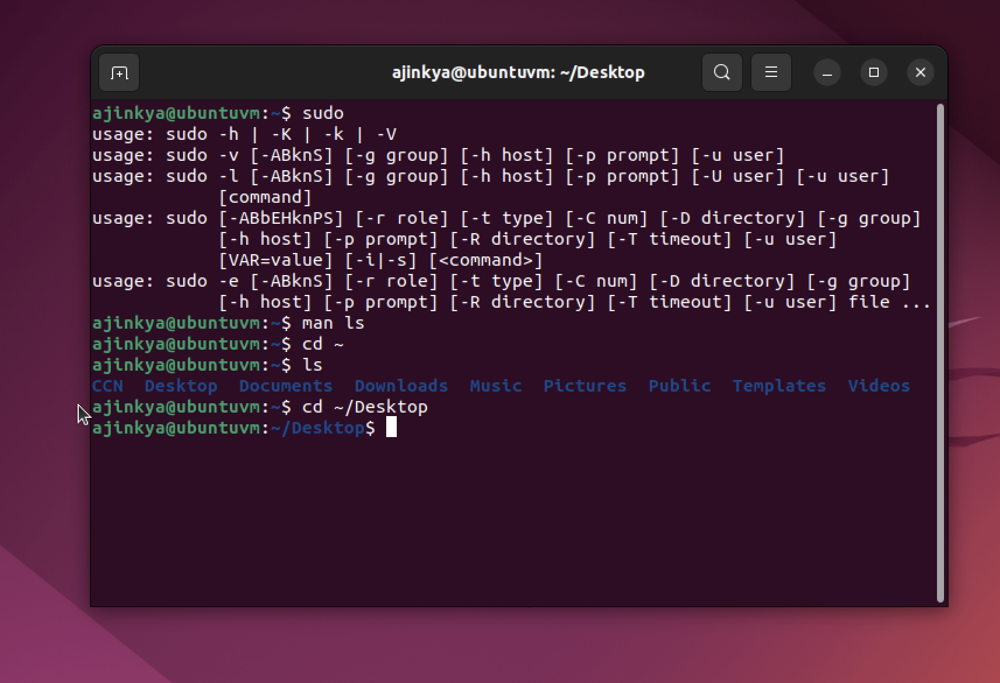 ajinkya@ubuntuvm: ~/Desktop
ajinkya@ubuntuvm:~$ sudo
usage: sudo -h | -K | -k | -V
usage: sudo -v [-ABknS] [-g group] [-h host] [-p prompt] [-u user]
usage: sudo -l [-ABknS] [-g group] [-h host] [-p prompt] [-U user] [-u user]
            [command]
usage: sudo [-ABbEHknPS] [-r role] [-t type] [-C num] [-D directory] [-g group]
            [-h host] [-p prompt] [-R directory] [-T timeout] [-u user]
            [VAR=value] [-i|-s] [<command>]
usage: sudo -e [-ABknS] [-r role] [-t type] [-C num] [-D directory] [-g group]
            [-h host] [-p prompt] [-R directory] [-T timeout] [-u user] file ...
ajinkya@ubuntuvm:~$ man ls
ajinkya@ubuntuvm:~$ cd ~
ajinkya@ubuntuvm:~$ ls
CCN  Desktop  Documents  Downloads  Music  Pictures  Public  Templates  Videos
ajinkya@ubuntuvm:~$ cd ~/Desktop
ajinkya@ubuntuvm:~/Desktop$